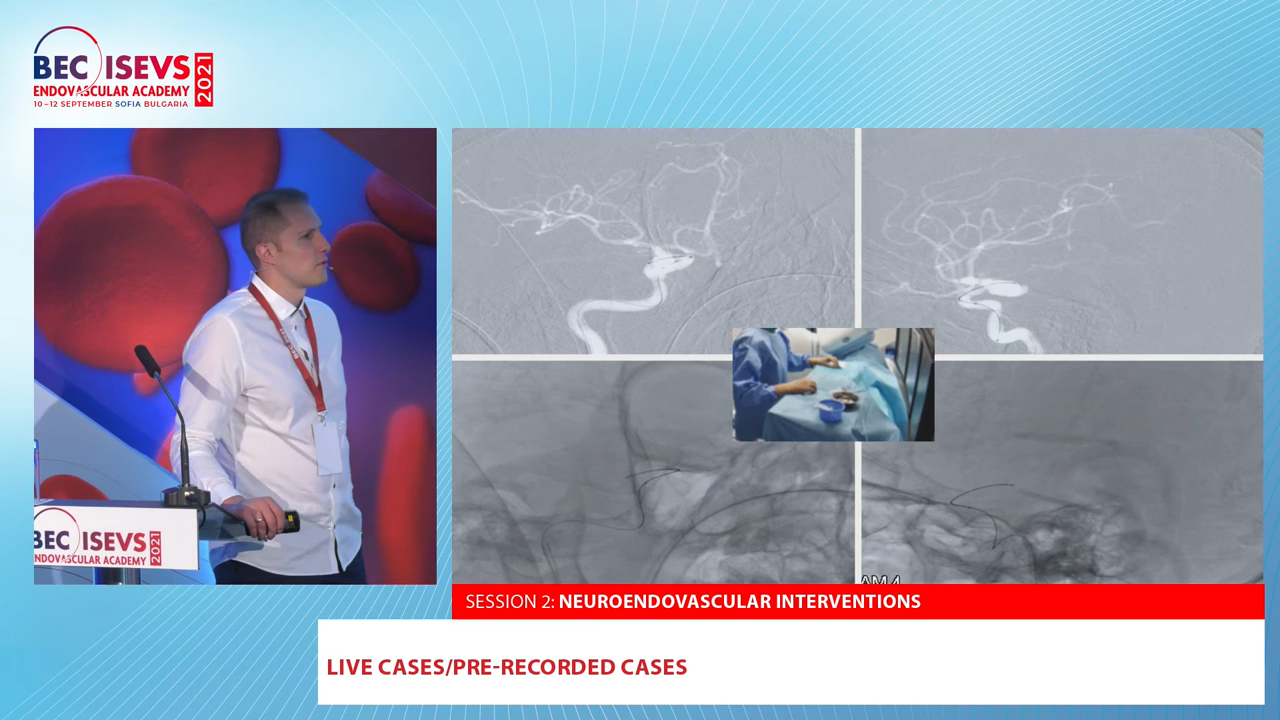 BEC ISEVS
ENDOVASCULAR ACADEMY
2021
10–12 SEPTEMBER SOFIA BULGARIA
BEC ISEVS
ENDOVASCULAR ACADEMY
2021
SESSION 2: NEUROENDOVASCULAR INTERVENTIONS
LIVE CASES/PRE-RECORDED CASES